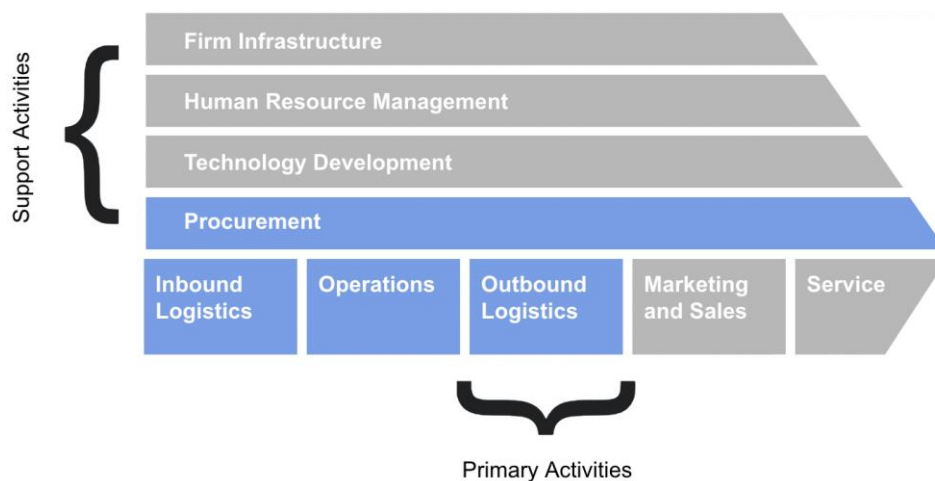 Support Activities
Firm Infrastructure
Human Resource Management
Technology Development
Procurement
Inbound
Logistics
Operations
Outbound
Logistics
Marketing
and Sales
Service
Primary Activities